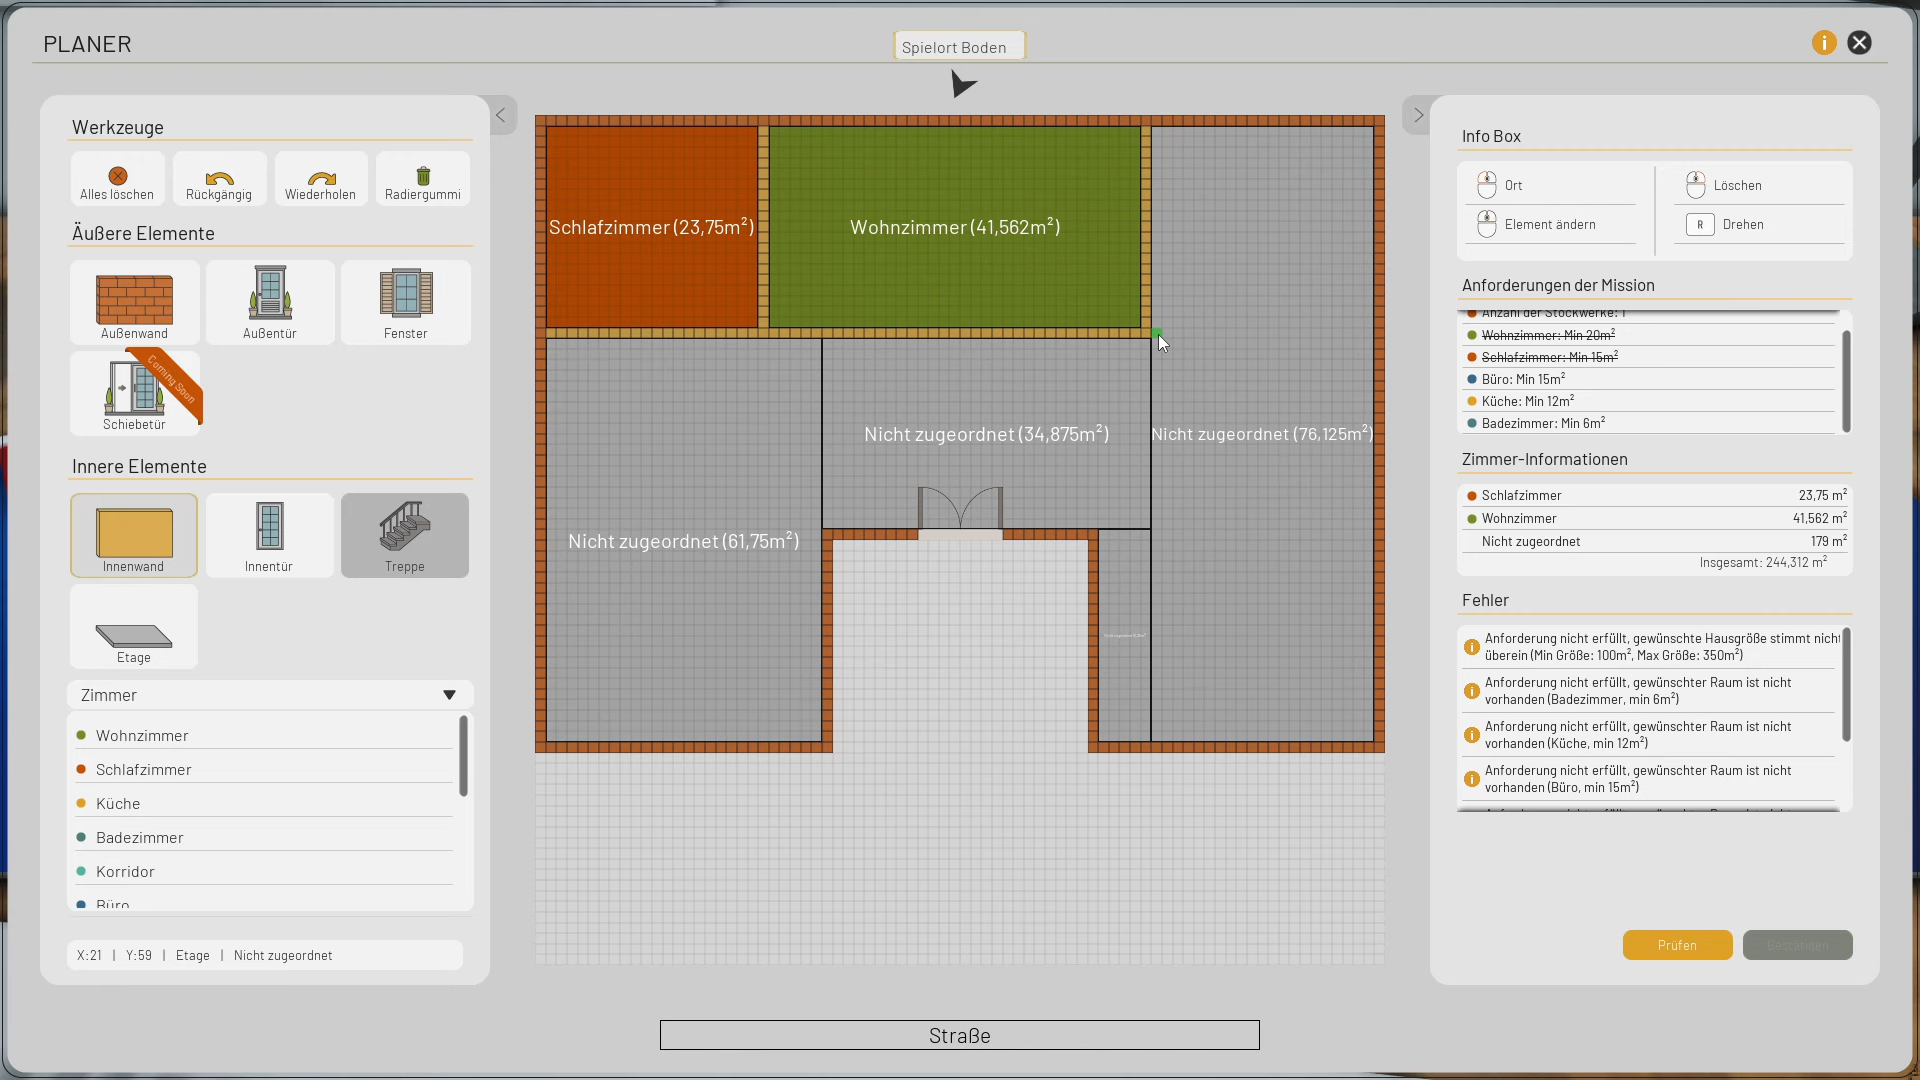 PLANER
Spielort Boden
i
Werkzeuge
Alles löschen
Rückgängig
Wiederholen
Radiergummi
Äußere Elemente
Außenwand
Außentür
Fenster
Coming Soon
Schiebetür
Innere Elemente
Innenwand
Innentür
Treppe
Etage
Zimmer
Wohnzimmer
Schlafzimmer
Küche
Badezimmer
Korridor
Büro
X:21 | Y:59 | Etage | Nicht zugeordnet
Schlafzimmer (23,75m²)
Wohnzimmer (41,562m²)
Nicht zugeordnet (34,875m²)
Nicht zugeordnet (76,125m²)
Nicht zugeordnet (61,75m²)
Straße
Info Box
Ort
Löschen
Element ändern
R
Drehen
Anforderungen der Mission
Anzahl der Stockwerke: 1
Wohnzimmer: Min 20m²
Schlafzimmer: Min 15m²
Büro: Min 15m²
Küche: Min 12m²
Badezimmer: Min 6m²
Zimmer-Informationen
Schlafzimmer 23,75 m²
Wohnzimmer 41,562 m²
Nicht zugeordnet 179 m²
Insgesamt: 244,312 m²
Fehler
Anforderung nicht erfüllt, gewünschte Hausgröße stimmt nicht
überein (Min Größe: 100m², Max Größe: 350m²)
Anforderung nicht erfüllt, gewünschter Raum ist nicht
vorhanden (Badezimmer, min 6m²)
Anforderung nicht erfüllt, gewünschter Raum ist nicht
vorhanden (Küche, min 12m²)
Anforderung nicht erfüllt, gewünschter Raum ist nicht
vorhanden (Büro, min 15m²)
Prüfen
Bestätigen